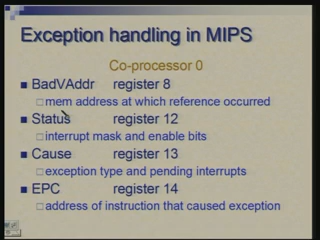 Exception handling in MIPS
Co-processor 0
BadVAddr register 8
mem address at which reference occurred
Status register 12
interrupt mask and enable bits
Cause register 13
exception type and pending interrupts
EPC register 14
address of instruction that caused exception